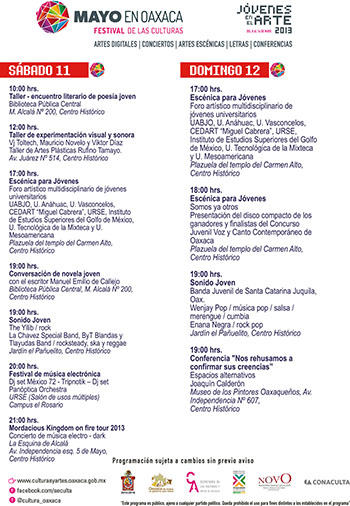 MAYO EN OAXACA
FESTIVAL DE LAS CULTURAS
JÓVENES
EN EL
ARTE
2013
ARTES DIGITALES | CONCIERTOS | ARTES ESCÉNICAS | LETRAS | CONFERENCIAS
SÁBADO 11
10:00 hrs.
Taller - encuentro literario de poesía joven
Biblioteca Pública Central
M. Alcalá Nº 200, Centro Histórico
12:00 hrs.
Taller de experimentación visual y sonora
Vj Toltech, Mauricio Novelo y Viktor Díaz
Taller de Artes Plásticas Rufino Tamayo.
Av. Juárez Nº 514, Centro Histórico
17:00 hrs.
Escénica para Jóvenes
Foro artístico multidisciplinario de jóvenes
universitarios
UABJO, U. Anáhuac, U. Vasconcelos,
CEDART "Miguel Cabrera", URSE, Instituto
de Estudios Superiores del Golfo de México,
U. Tecnológica de la Mixteca y U.
Mesoamericana
Plazuela del templo del Carmen Alto,
Centro Histórico
19:00 hrs.
Conversación de novela joven
con el escritor Manuel Emilio de Callejo
Biblioteca Pública Central, M. Alcalá Nº 200,
Centro Histórico
19:00 hrs.
Sonido Joven
The Ylib / rock
La Chavez Special Band, ByT Blandas y
Tlayudas Band / rocksteady, ska y reggae
Jardín el Pañuelito, Centro Histórico
20:00 hrs.
Festival de música electrónica
Dj set México 72 - Tripnotik – Dj set
Panóptica Orchestra
URSE (Salón de usos múltiples)
Campus el Rosario
21:00 hrs.
Mordacious Kingdom on fire tour 2013
Concierto de música electro - dark
La Esquina de Alcalá
Av. Independencia esq. 5 de Mayo,
Centro Histórico
DOMINGO 12
17:00 hrs.
Escénica para Jóvenes
Foro artístico multidisciplinario de
jóvenes universitarios
UABJO, U. Anáhuac, U. Vasconcelos,
CEDART "Miguel Cabrera", URSE,
Instituto de Estudios Superiores del Golfo
de México, U. Tecnológica de la Mixteca
y U. Mesoamericana
Plazuela del templo del Carmen Alto,
Centro Histórico
18:00 hrs.
Escénica para Jóvenes
Somos ya otros
Presentación del disco compacto de los
ganadores y finalistas del Concurso
Juvenil Voz y Canto Contemporáneo de
Oaxaca
Plazuela del templo del Carmen Alto,
Centro Histórico
19:00 hrs.
Sonido Joven
Banda Juvenil de Santa Catarina Juquila,
Oax.
Wenjay Pop / música pop / salsa /
merengue / cumbia
Enana Negra / rock pop
Jardín el Pañuelito, Centro Histórico
19:00 hrs.
Conferencia "Nos rehusamos a
confirmar sus creencias"
Espacios alternativos
Joaquín Calderón
Museo de los Pintores Oaxaqueños, Av.
Independencia Nº 607,
Centro Histórico
Programación sujeta a cambios sin previo aviso
www.culturasyartes.oaxaca.gob.mx
facebook.com/seculta
@cultura_oaxaca
NOVO
CONACULTA
"Este programa es público, ajeno a cualquier partido político. Queda prohibido el uso para fines distintos a los establecidos en el programa"